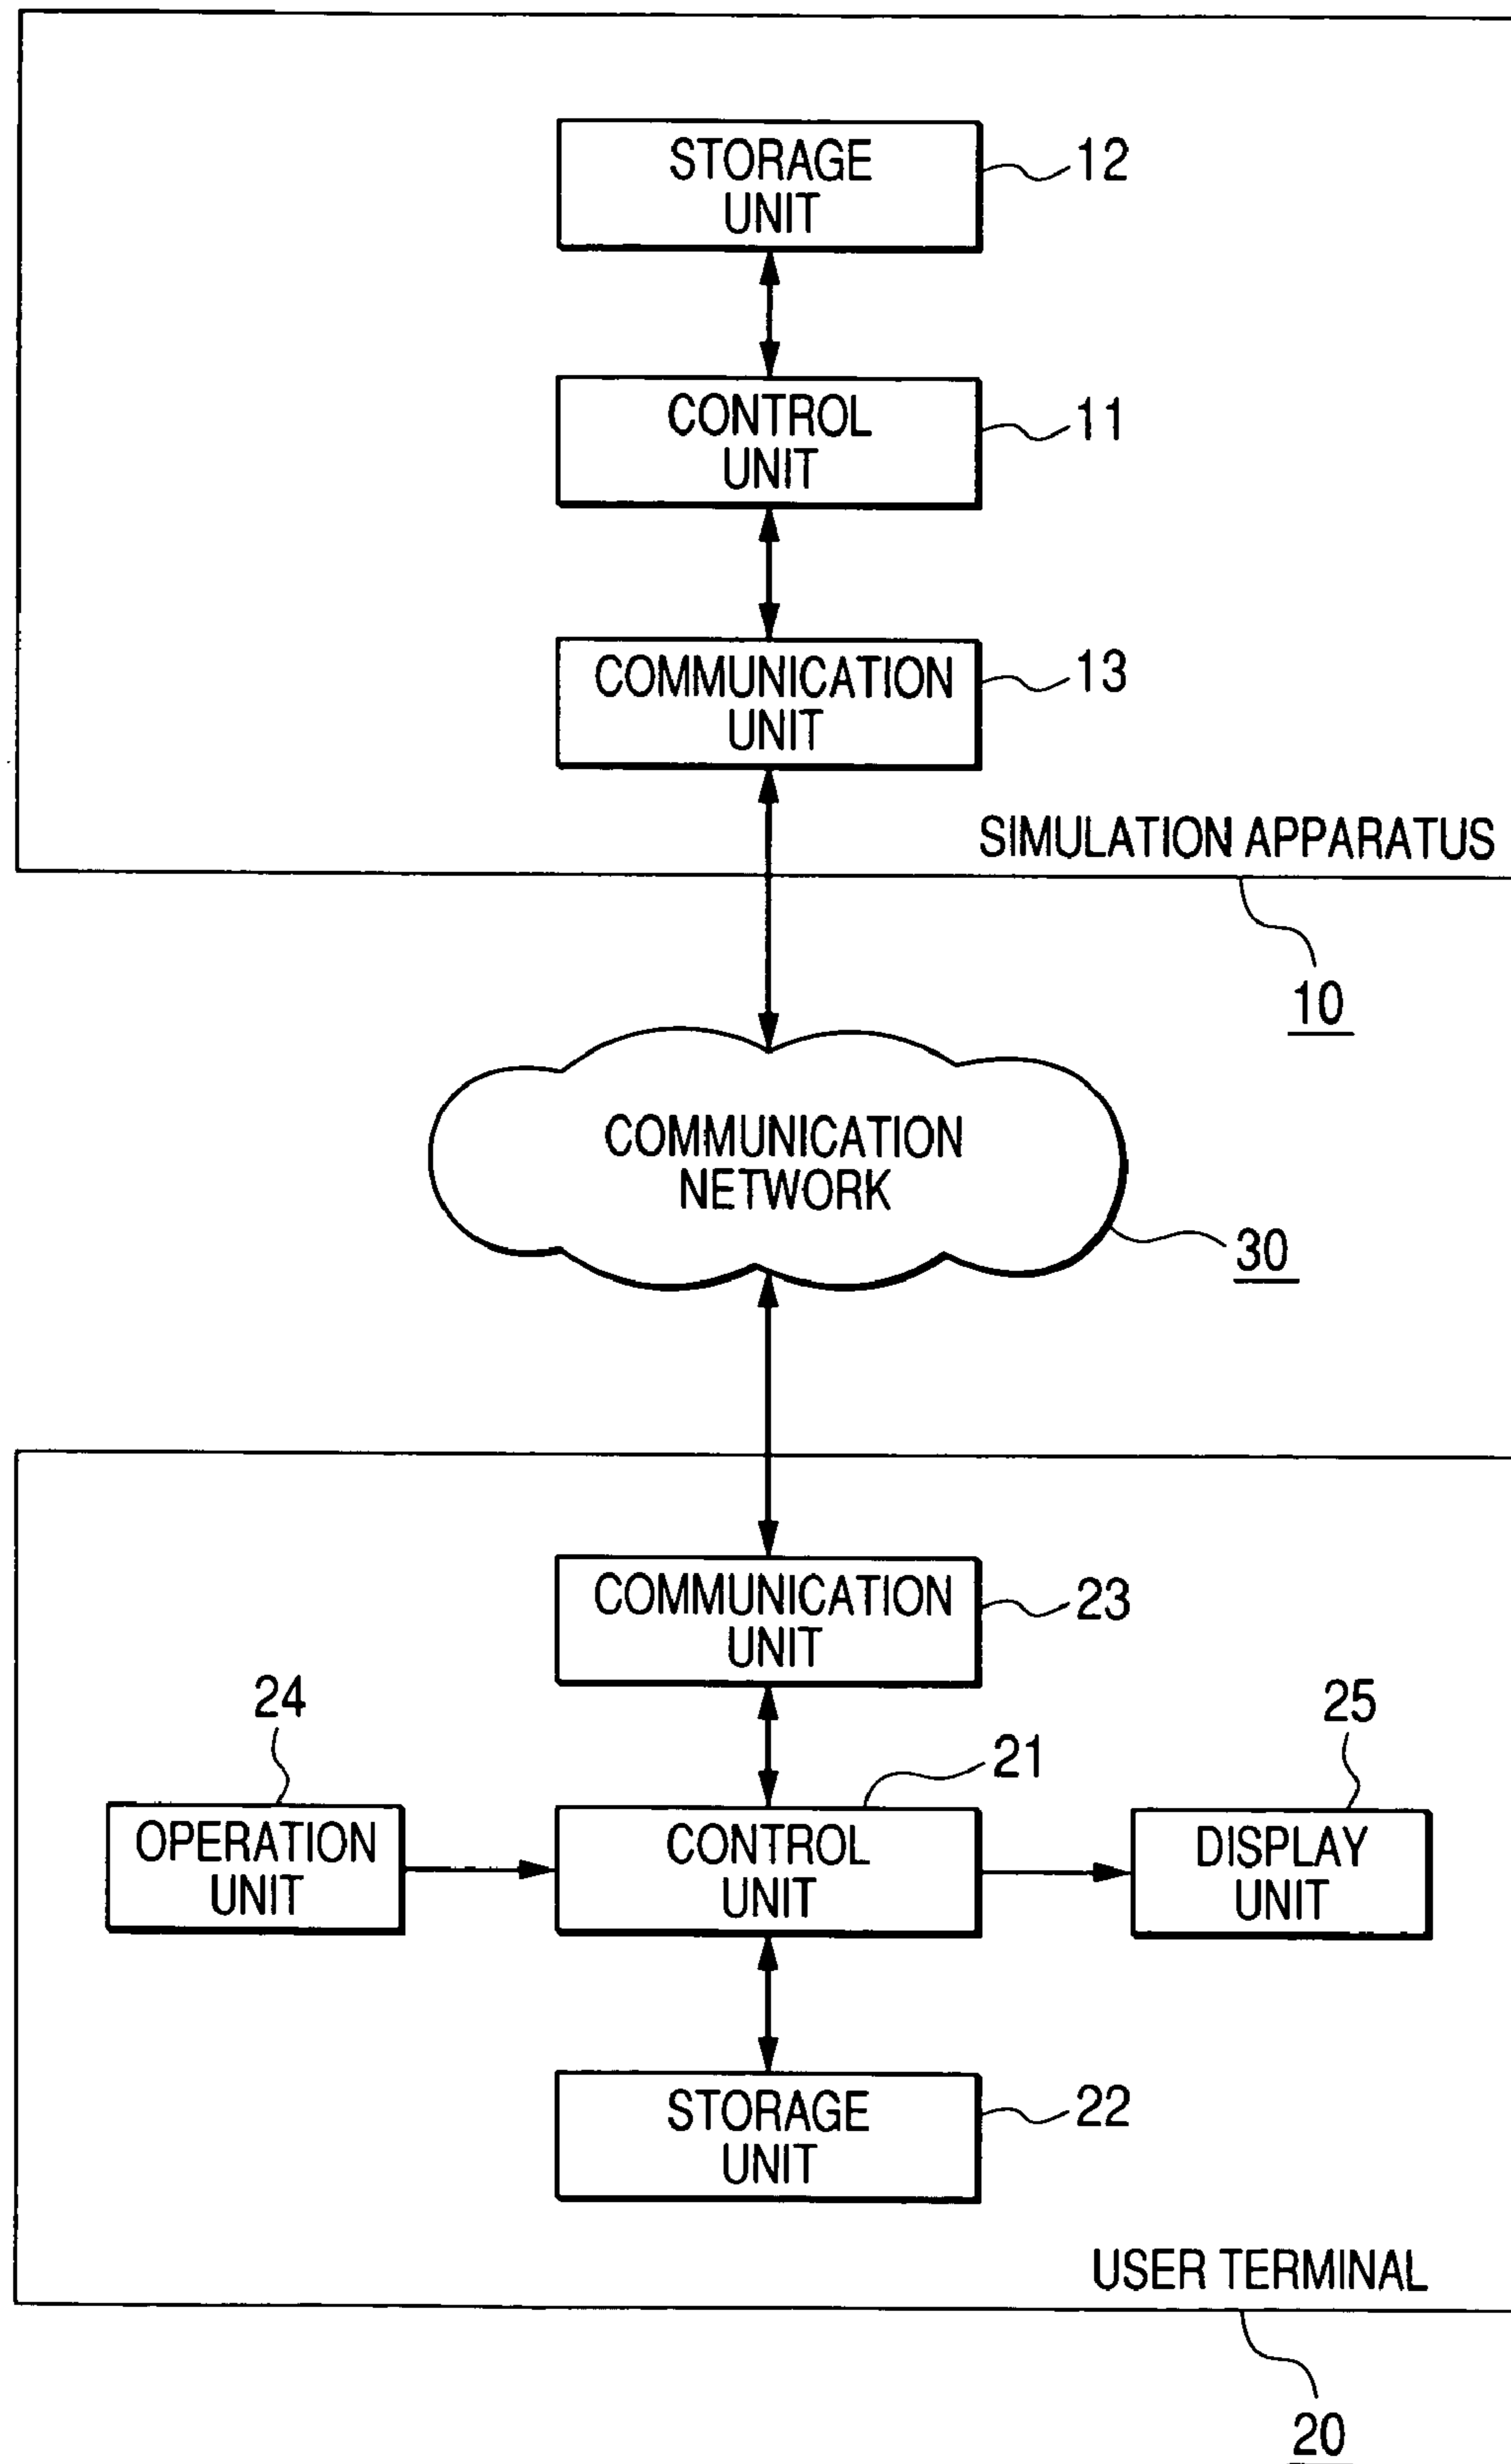 STORAGE
UNIT
12
CONTROL
UNIT
11
COMMUNICATION
UNIT
13
SIMULATION APPARATUS
10
COMMUNICATION
NETWORK
30
COMMUNICATION
UNIT
23
24
25
21
OPERATION
UNIT
CONTROL
UNIT
DISPLAY
UNIT
STORAGE
UNIT
22
USER TERMINAL
20